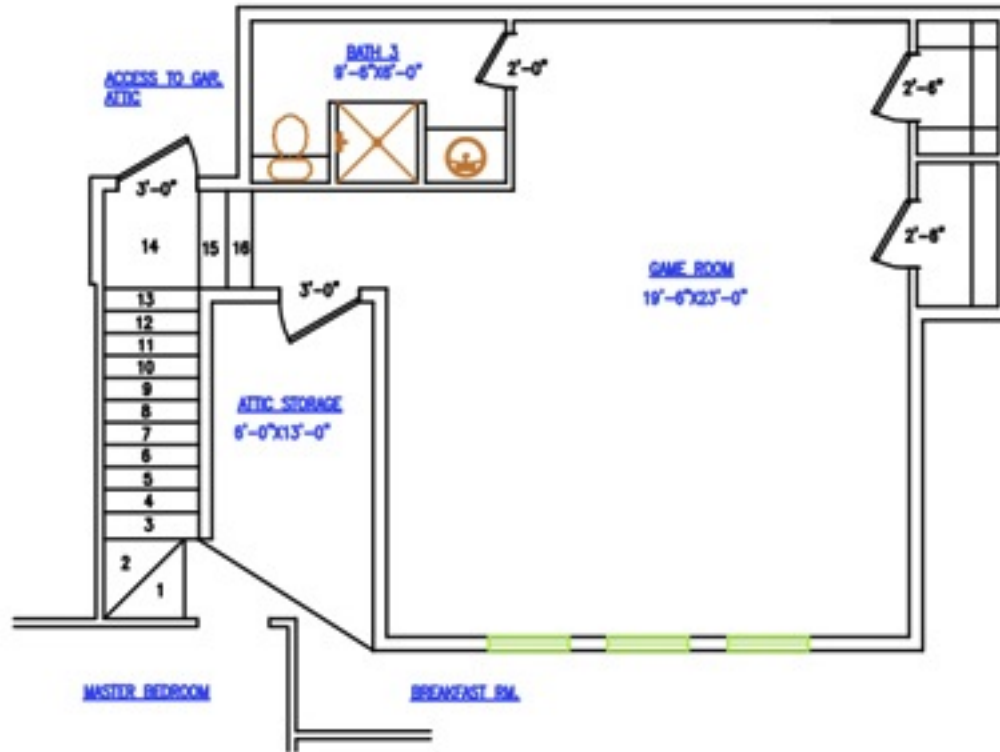 BATH 3
9'-6"X6'-0"
2'-0"
ACCESS TO GAR.
ATTIC
2'-6"
3'-0"
14
15
16
2'-6"
GAME ROOM
19'-6"X23'-0"
3'-0"
13
12
11
10
9
8
7
6
5
4
3
2
1
ATTIC STORAGE
6'-0"X13'-0"
MASTER BEDROOM
BREAKFAST RM.